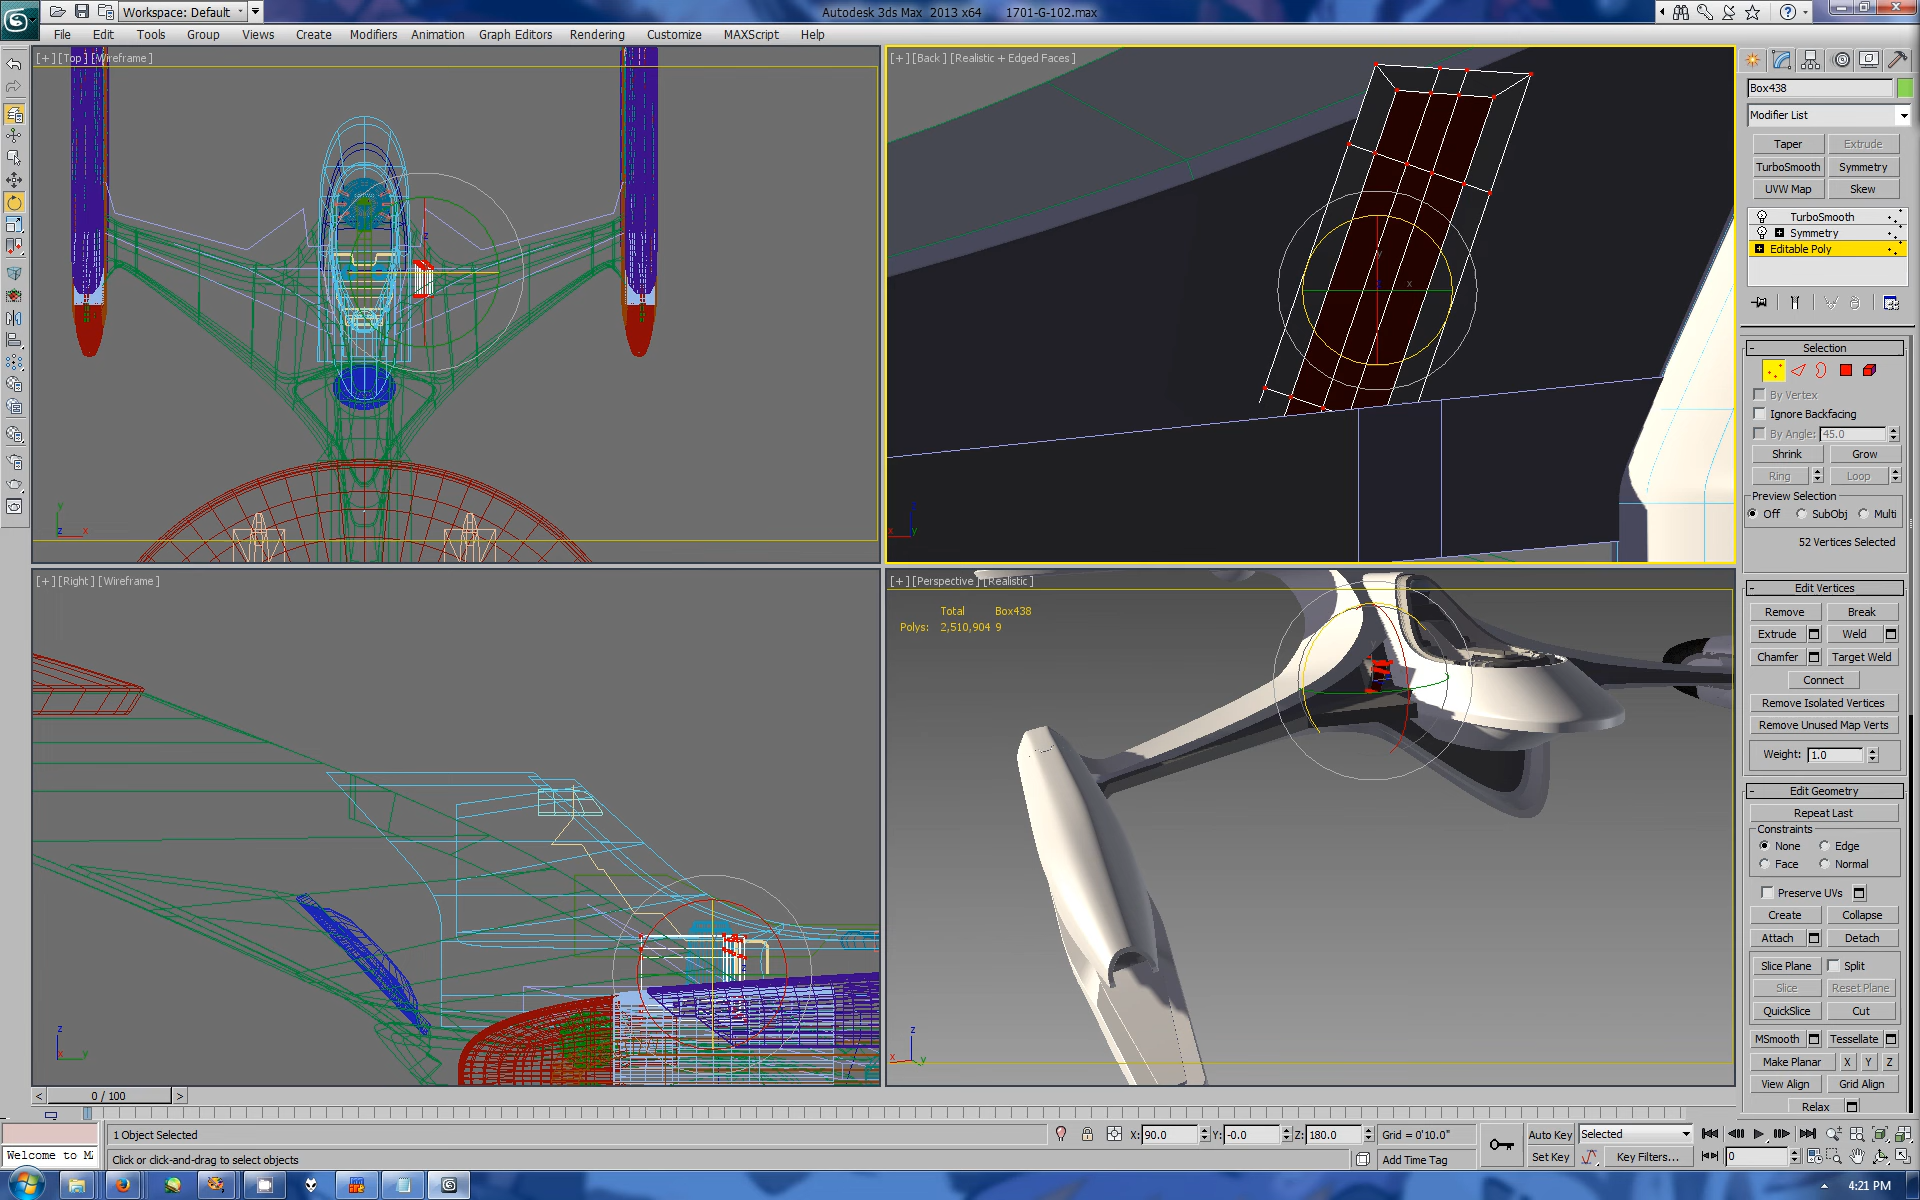 Workspace: Default
Autodesk 3ds Max 2013 x64 1701-G-102.max
File Edit Tools Group Views Create Modifiers Animation Graph Editors Rendering Customize MAXScript Help
[+] [Top] [Wireframe]
[+] [Back] [Realistic + Edged Faces]
Box438
Modifier List
Taper Extrude
TurboSmooth Symmetry
UVW Map Skew
TurboSmooth
Symmetry
Editable Poly
Selection
By Vertex
Ignore Backfacing
By Angle: 45.0
Shrink Grow
Ring Loop
Preview Selection
Off SubObj Multi
52 Vertices Selected
[+] [Right] [Wireframe]
[+] [Perspective] [Realistic]
Total Box438
Polys: 2,510,904 9
Edit Vertices
Remove Break
Extrude Weld
Chamfer Target Weld
Connect
Remove Isolated Vertices
Remove Unused Map Verts
Weight: 1.0
Edit Geometry
Repeat Last
Constraints
None Edge
Face Normal
Preserve UVs
Create Collapse
Attach Detach
Slice Plane Split
Slice Reset Plane
QuickSlice Cut
MSmooth Tessellate
Make Planar X Y Z
View Align Grid Align
Relax
< 0 / 100 >
1 Object Selected X: 90.0 Y: -0.0 Z: 180.0 Grid = 0'10.0" Auto Key Selected
Welcome to M Click or click-and-drag to select objects Add Time Tag Set Key Key Filters... 0
4:21 PM